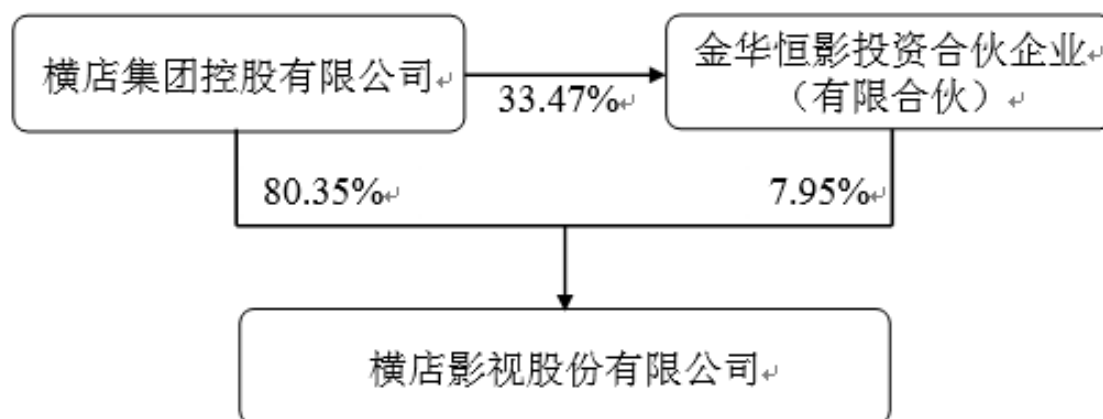 横店集团控股有限公司
金华恒影投资合伙企业
（有限合伙）
33.47%
80.35%
7.95%
横店影视股份有限公司